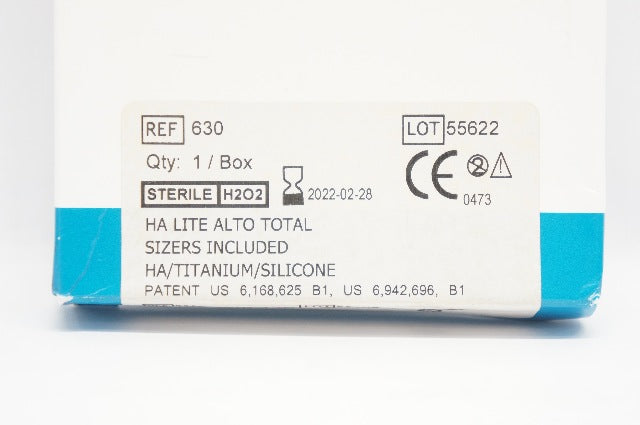 REF 630 LOT 55622
Qty: 1 / Box
STERILE H2O2 2022-02-28 CE 0473
HA LITE ALTO TOTAL
SIZERS INCLUDED
HA/TITANIUM/SILICONE
PATENT US 6,168,625 B1, US 6,942,696, B1